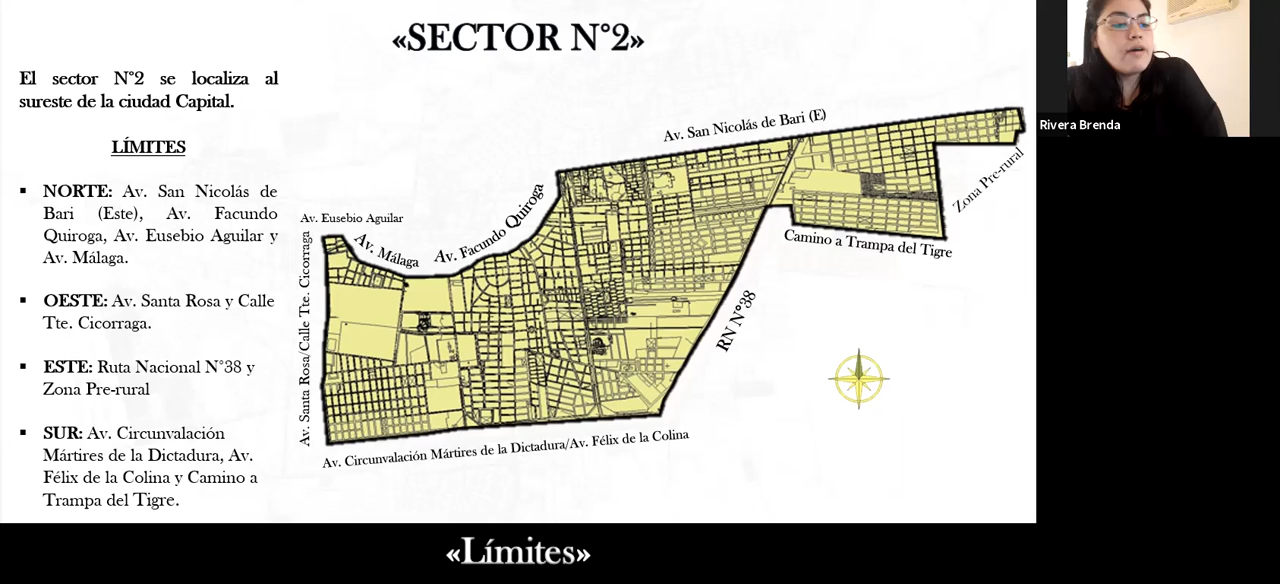 «SECTOR N°2»
El sector N°2 se localiza al
sureste de la ciudad Capital.
LÍMITES
▪ NORTE: Av. San Nicolás de
Bari (Este), Av. Facundo
Quiroga, Av. Eusebio Aguilar y
Av. Málaga.
▪ OESTE: Av. Santa Rosa y Calle
Tte. Cicorraga.
▪ ESTE: Ruta Nacional N°38 y
Zona Pre-rural
▪ SUR: Av. Circunvalación
Mártires de la Dictadura, Av.
Félix de la Colina y Camino a
Trampa del Tigre.
Av. San Nicolás de Bari (E)
Zona Pre-rural
Av. Eusebio Aguilar
Av. Málaga
Av. Facundo Quiroga
Camino a Trampa del Tigre
Av. Santa Rosa/Calle Tte. Cicorraga
RN N°38
Av. Circunvalación Mártires de la Dictadura/Av. Félix de la Colina
«Límites»
Rivera Brenda